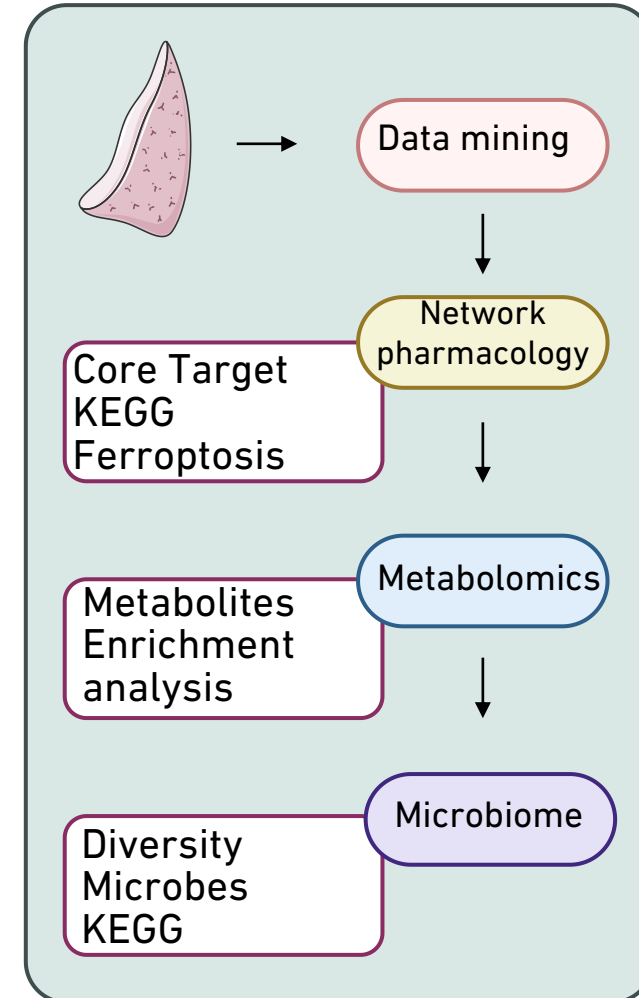 Data mining
Network
pharmacology
Core Target
KEGG
Ferroptosis
Metabolomics
Metabolites
Enrichment
analysis
Microbiome
Diversity
Microbes
KEGG